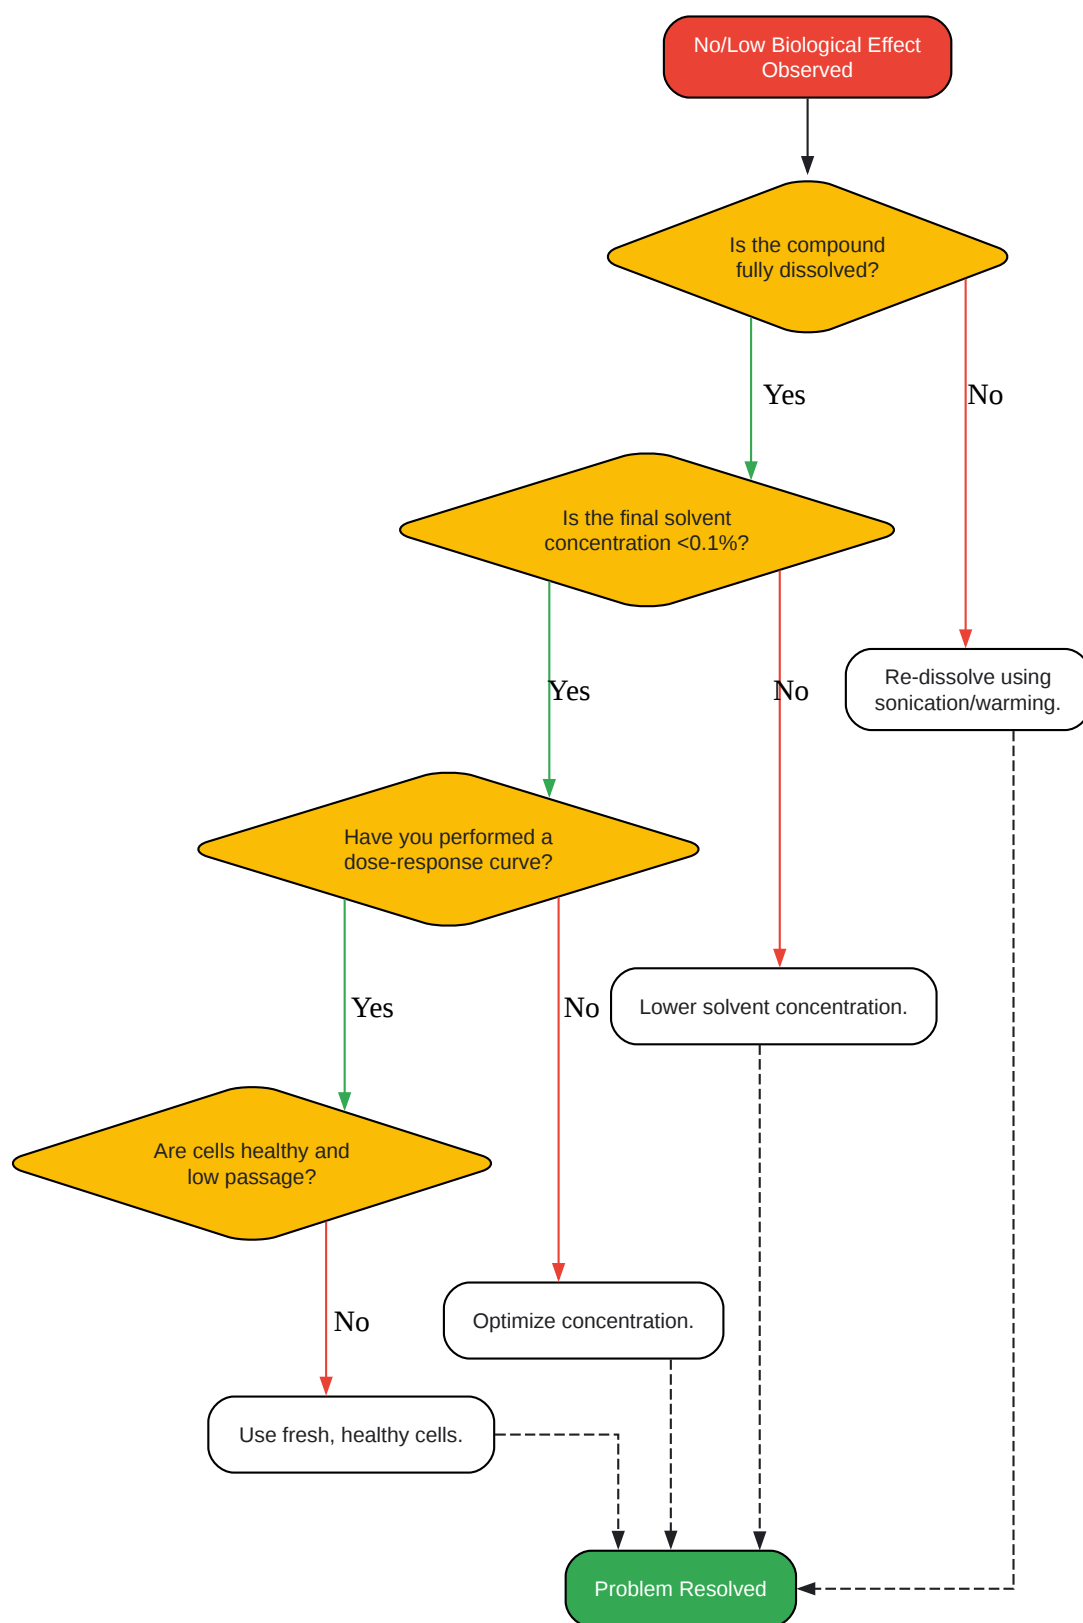 No/Low Biological Effect
Observed
Is the compound
fully dissolved?
Yes
No
Is the final solvent
concentration <0.1%?
Yes
No
Re-dissolve using
sonication/warming.
Have you performed a
dose-response curve?
Yes
No
Lower solvent concentration.
Are cells healthy and
low passage?
No
Optimize concentration.
Use fresh, healthy cells.
Problem Resolved